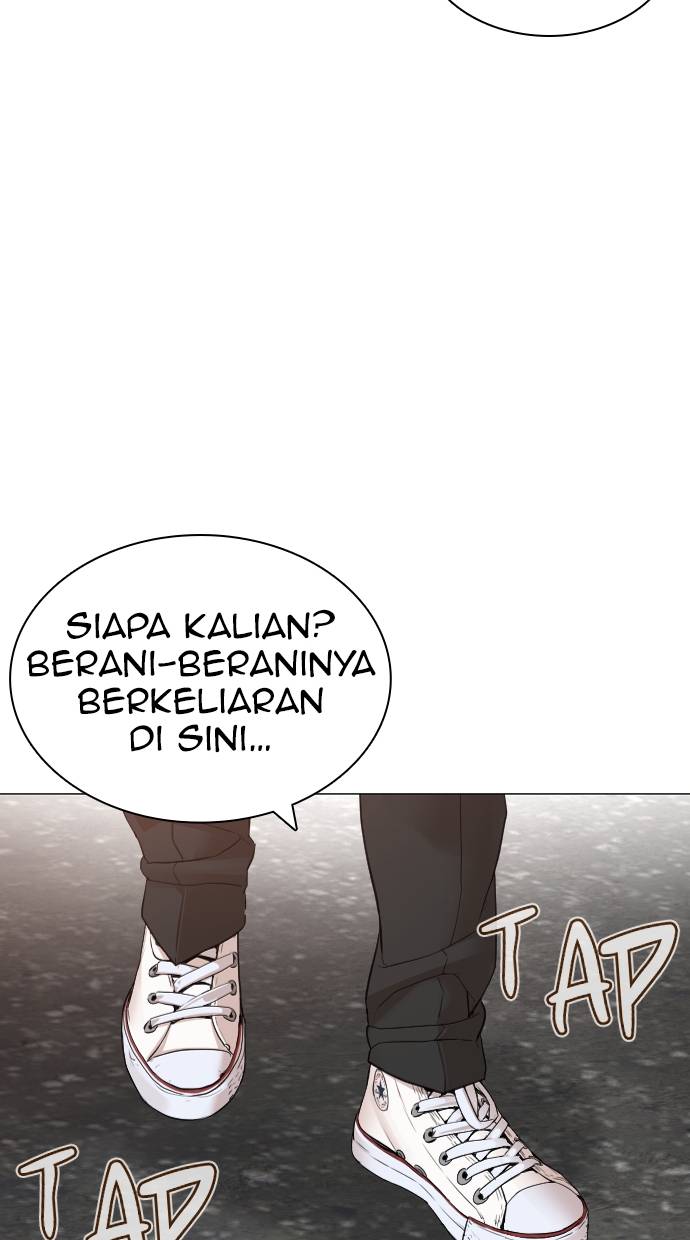 SIAPA KALIAN?
BERANI-BERANINYA
BERKELIARAN
DI SINI...
TAP
TAP